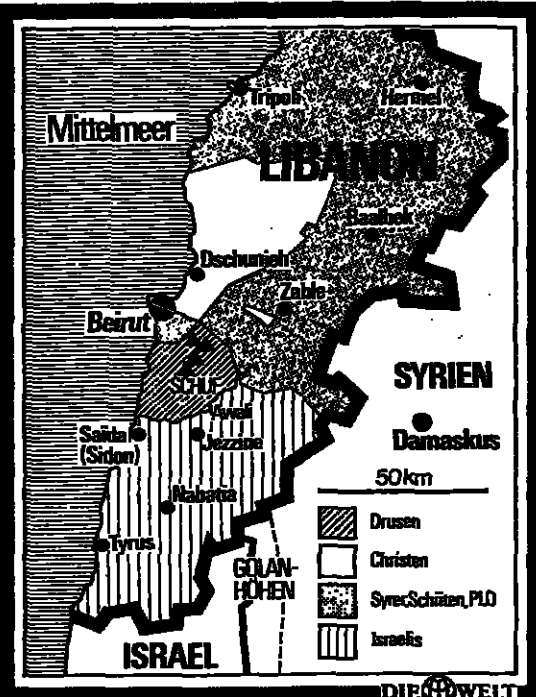 Tripoli
Hermel
Mittelmeer
LIBANON
Baalbek
Dschunieh
Zahle
Beirut
SCHUF
SYRIEN
Awali
Saida
(Sidon)
Jezzine
Damaskus
50km
Nabatia
Drusen
Tyrus
GOLAN-
HÖHEN
Christen
Syrer, Schiiten, PLO
Israelis
ISRAEL
DIE WELT